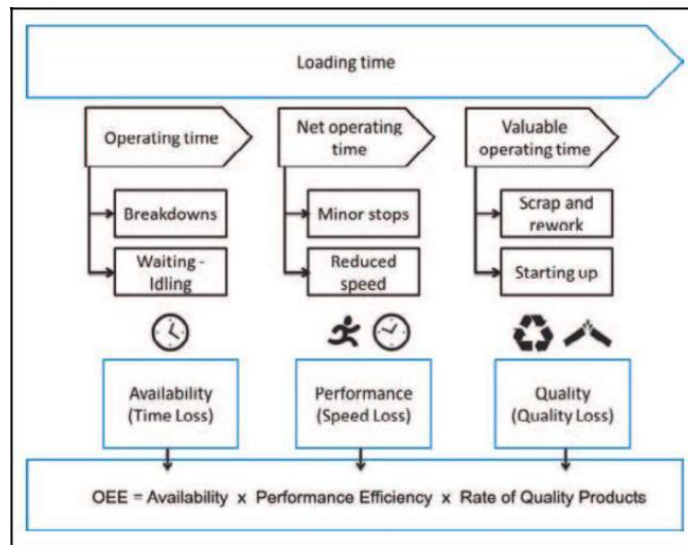 Loading time
Operating time
Net operating
time
Valuable
operating time
Breakdowns
Minor stops
Scrap and
rework
Waiting -
Idling
Reduced
speed
Starting up
Availability
(Time Loss)
Performance
(Speed Loss)
Quality
(Quality Loss)
OEE = Availability x Performance Efficiency x Rate of Quality Products